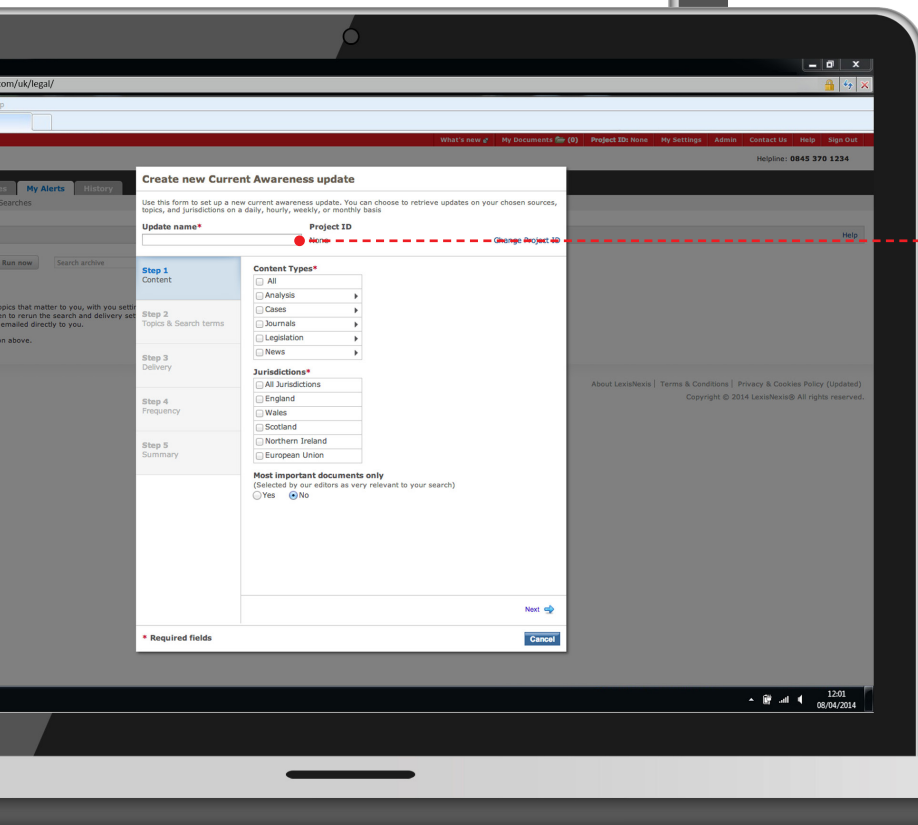 com/uk/legal/
p
What's new My Documents (0) Project ID: None My Settings Admin Contact Us Help Sign Out
Helpline: 0845 370 1234
es My Alerts History
Searches
Help
Run now Search archive
opics that matter to you, with you settin
en to rerun the search and delivery set
emailed directly to you.
on above.
Create new Current Awareness update
Use this form to set up a new current awareness update. You can choose to retrieve updates on your chosen sources,
topics, and jurisdictions on a daily, hourly, weekly, or monthly basis
Update name* Project ID
None Change Project ID
Step 1
Content
Step 2
Topics & Search terms
Step 3
Delivery
Step 4
Frequency
Step 5
Summary
Content Types*
All
Analysis
Cases
Journals
Legislation
News
Jurisdictions*
All Jurisdictions
England
Wales
Scotland
Northern Ireland
European Union
Most important documents only
(Selected by our editors as very relevant to your search)
Yes No
Next
* Required fields
Cancel
About LexisNexis | Terms & Conditions | Privacy & Cookies Policy (Updated)
Copyright © 2014 LexisNexis® All rights reserved.
12:01
08/04/2014